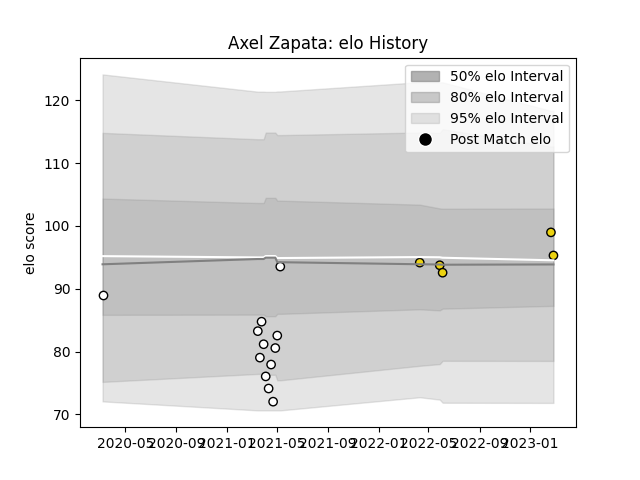 Axel Zapata: elo History
50% elo Interval
80% elo Interval
95% elo Interval
Post Match elo
elo score
120
110
100
90
80
70
2020-05 2020-09 2021-01 2021-05 2021-09 2022-01 2022-05 2022-09 2023-01